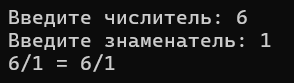 Введите числитель: 6
Введите знаменатель: 1
6/1 = 6/1